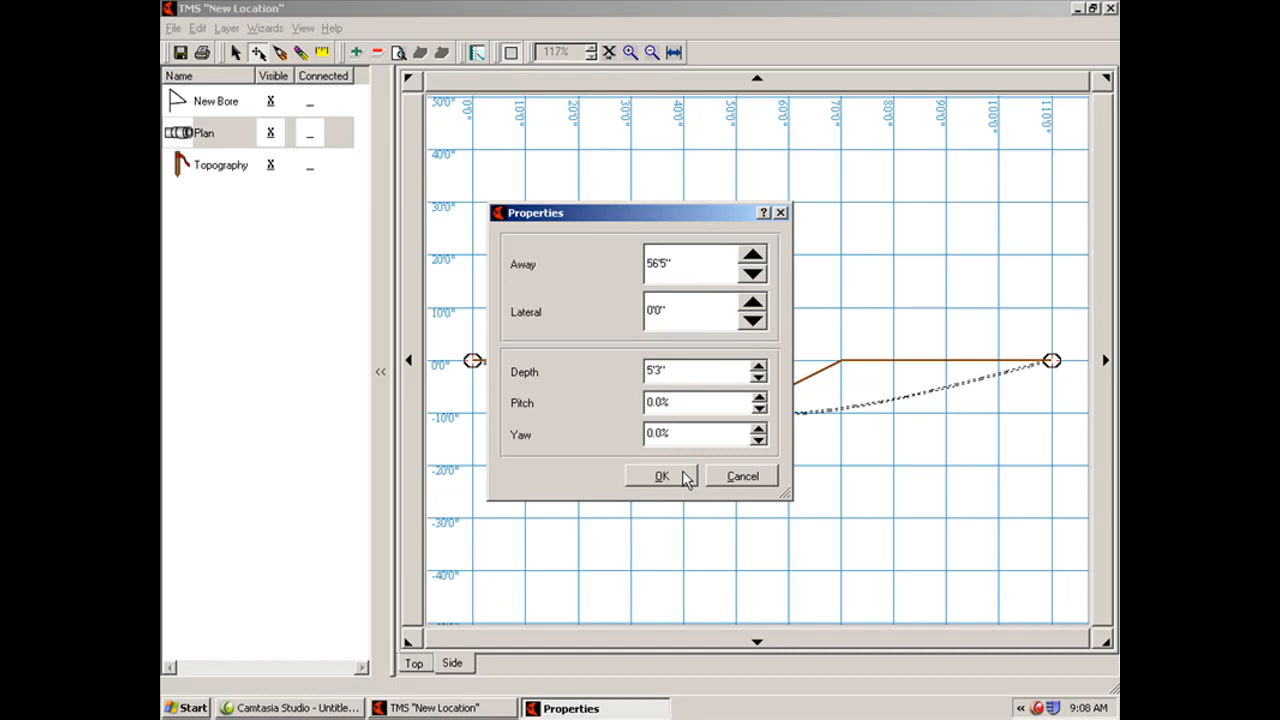 TMS "New Location"
File Edit Layer Wizards View Help
117%
Name Visible Connected
New Bore X _
Plan X _
Topography X _
<<
50'0"
40'0"
30'0"
20'0"
10'0"
0'0"
-10'0"
-20'0"
-30'0"
-40'0"
0'0"
10'0"
20'0"
30'0"
40'0"
50'0"
60'0"
70'0"
80'0"
90'0"
100'0"
110'0"
Properties
?
Away 56'5"
Lateral 0'0"
Depth 5'3"
Pitch 0.0%
Yaw 0.0%
OK Cancel
Top Side
Start Camtasia Studio - Untitle... TMS "New Location" Properties « 9:08 AM